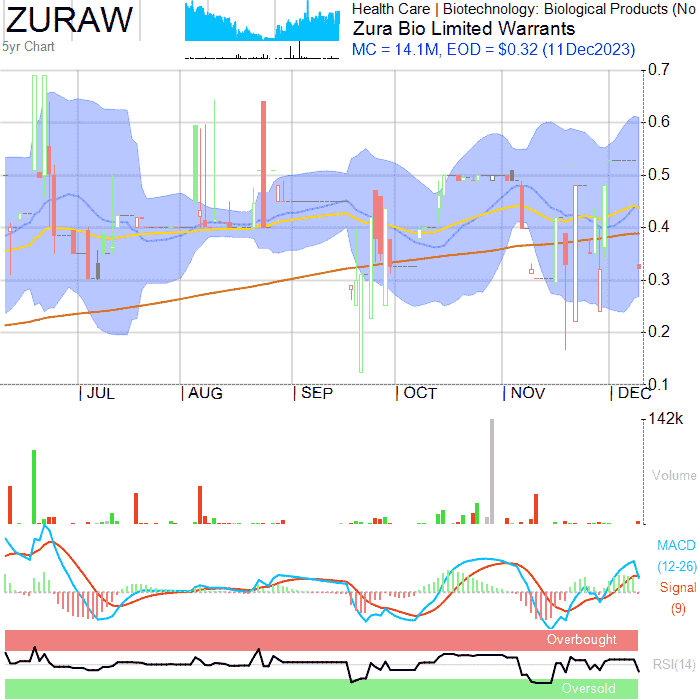 ZURAW
5yr Chart
Health Care | Biotechnology: Biological Products (No
Zura Bio Limited Warrants
MC = 14.1M, EOD = $0.32 (11Dec2023)
0.7
0.6
0.5
0.4
0.3
0.2
0.1
JUL AUG SEP OCT NOV DEC
142k
Volume
MACD
(12-26)
Signal
(9)
Overbought
RSI(14)
Oversold